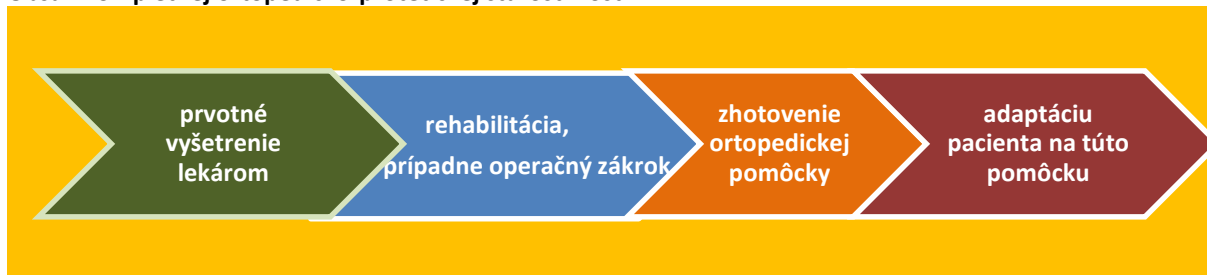 prvotné
vyšetrenie
lekárom
rehabilitácia,
prípadne operačný zákrok
zhotovenie
ortopedickej
pomôcky
adaptáciu
pacienta na túto
pomôcku